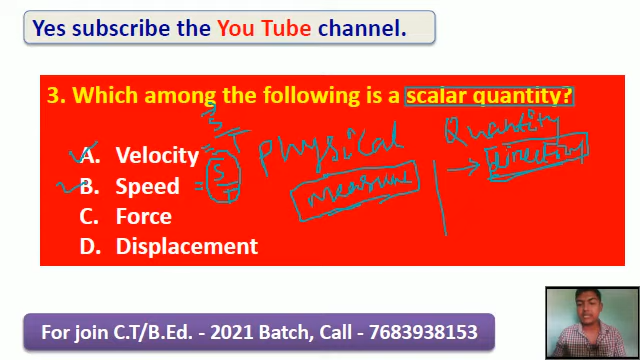 Yes subscribe the You Tube channel.
3. Which among the following is a scalar quantity?
Physical Quantity
A. Velocity
B. Speed
measure → direction
C. Force
D. Displacement
For join C.T/B.Ed. - 2021 Batch, Call - 7683938153